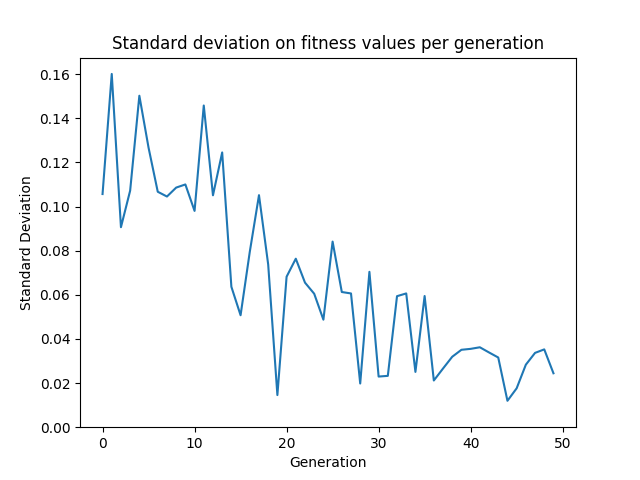 Standard deviation on fitness values per generation
0.16
0.14
0.12
0.10
0.08
0.06
0.04
0.02
0.00
Standard Deviation
0 10 20 30 40 50
Generation